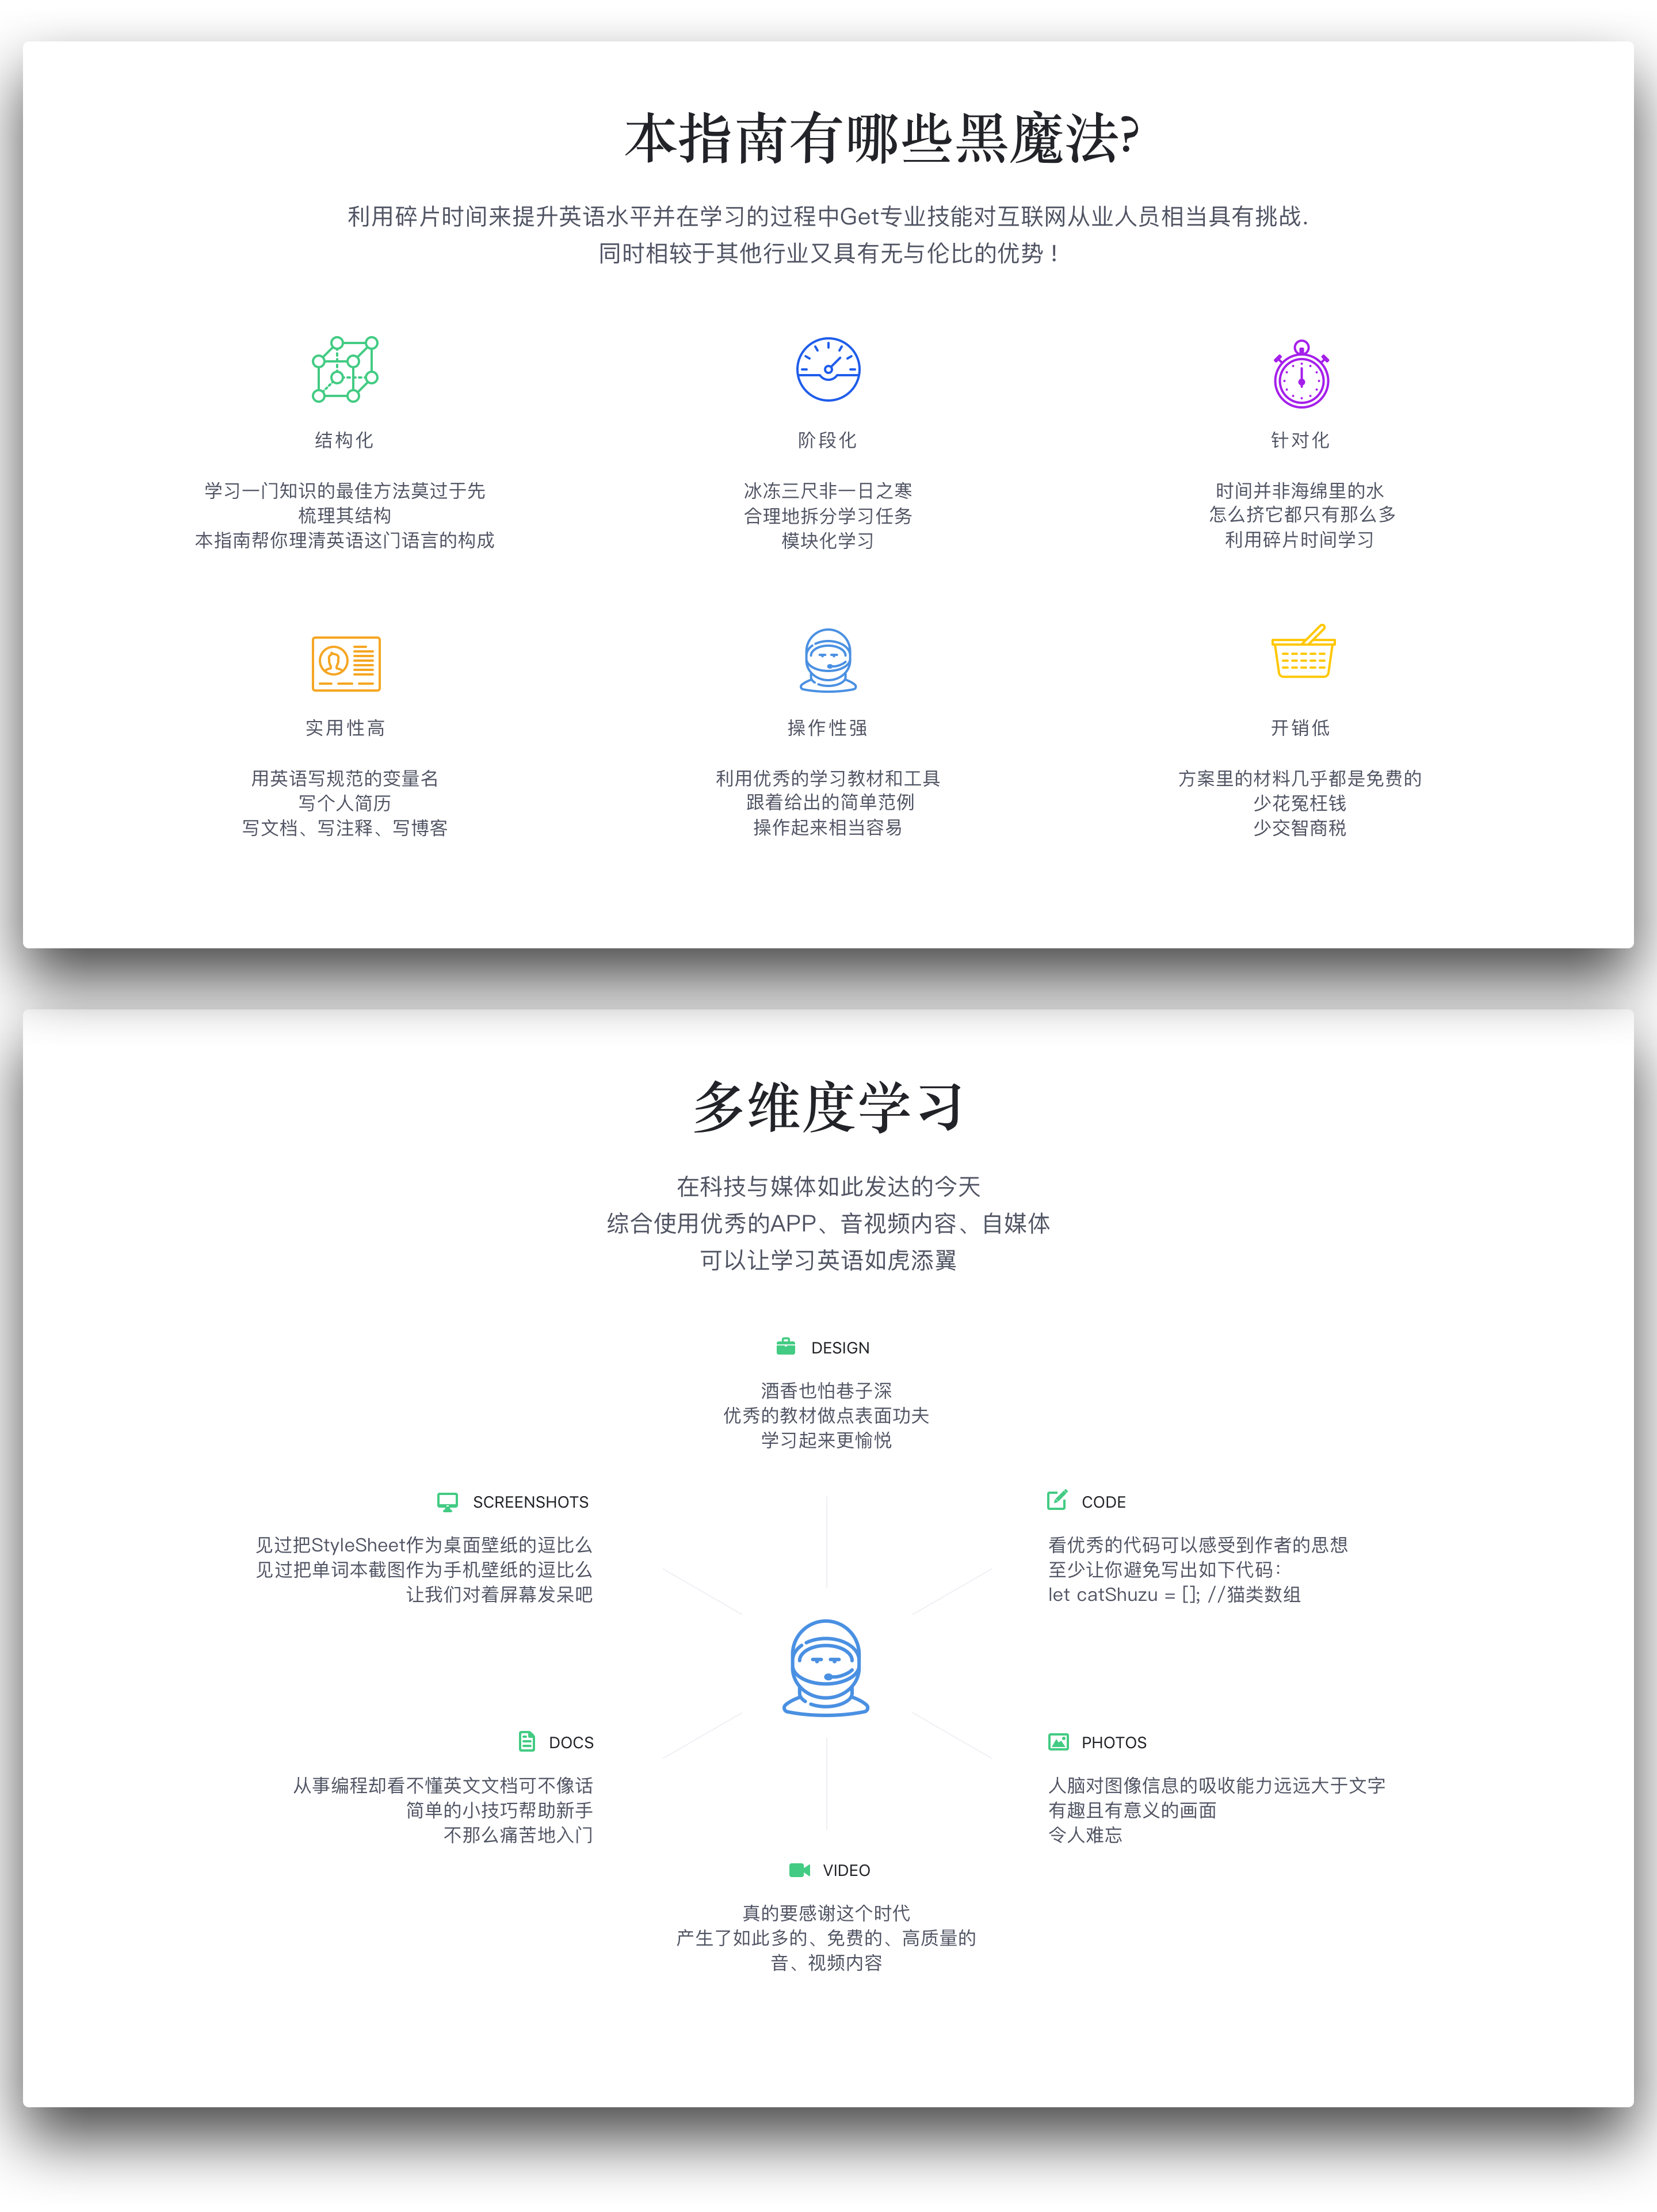 本指南有哪些黑魔法?
利用碎片时间来提升英语水平并在学习的过程中Get专业技能对互联网从业人员相当具有挑战.
同时相较于其他行业又具有无与伦比的优势！
结构化
学习一门知识的最佳方法莫过于先
梳理其结构
本指南帮你理清英语这门语言的构成
阶段化
冰冻三尺非一日之寒
合理地拆分学习任务
模块化学习
针对化
时间并非海绵里的水
怎么挤它都只有那么多
利用碎片时间学习
实用性高
用英语写规范的变量名
写个人简历
写文档、写注释、写博客
操作性强
利用优秀的学习教材和工具
跟着给出的简单范例
操作起来相当容易
开销低
方案里的材料几乎都是免费的
少花冤枉钱
少交智商税
多维度学习
在科技与媒体如此发达的今天
综合使用优秀的APP、音视频内容、自媒体
可以让学习英语如虎添翼
DESIGN
酒香也怕巷子深
优秀的教材做点表面功夫
学习起来更愉悦
SCREENSHOTS
见过把StyleSheet作为桌面壁纸的逗比么
见过把单词本截图作为手机壁纸的逗比么
让我们对着屏幕发呆吧
CODE
看优秀的代码可以感受到作者的思想
至少让你避免写出如下代码：
let catShuzu = []; //猫类数组
DOCS
从事编程却看不懂英文文档可不像话
简单的小技巧帮助新手
不那么痛苦地入门
PHOTOS
人脑对图像信息的吸收能力远远大于文字
有趣且有意义的画面
令人难忘
VIDEO
真的要感谢这个时代
产生了如此多的、免费的、高质量的
音、视频内容